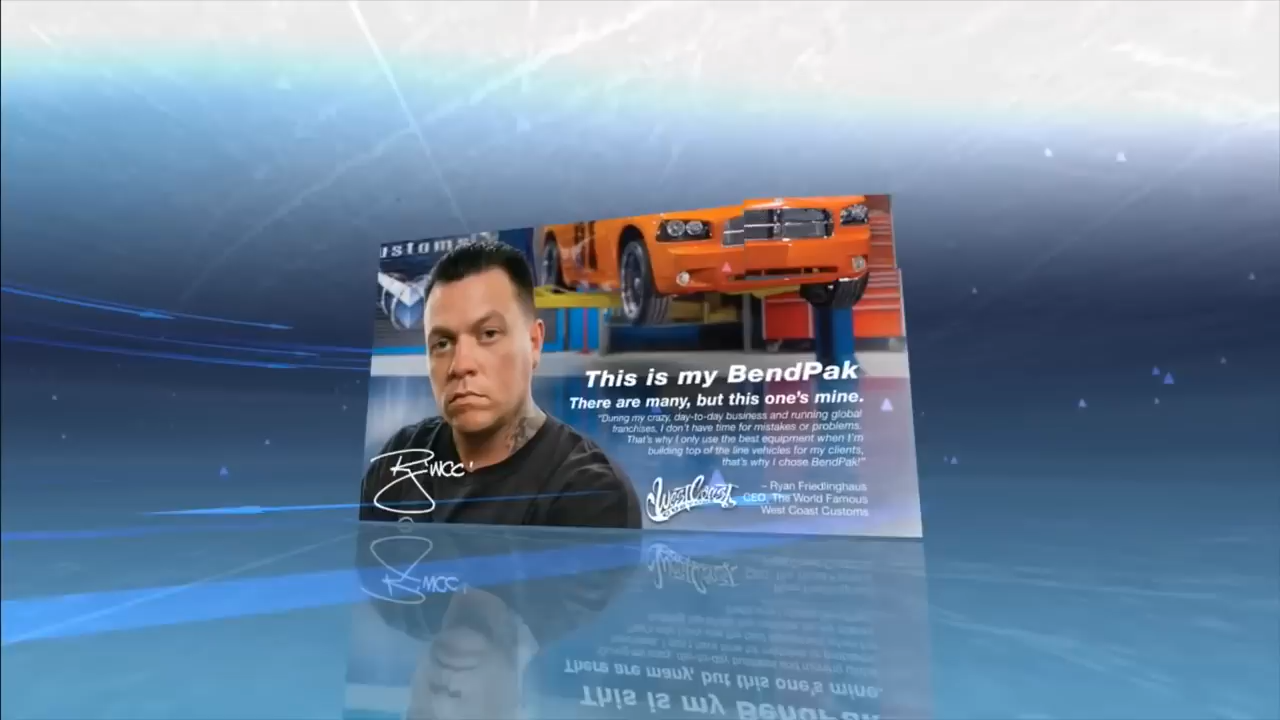 ustoms
This is my BendPak
There are many, but this one's mine.
"During my crazy, day-to-day business and running global
franchises, I don't have time for mistakes or problems.
That's why I only use the best equipment when I'm
building top of the line vehicles for my clients,
that's why I chose BendPak!"
WCC
West Coast
– Ryan Friedlinghaus
CEO, The World Famous
West Coast Customs